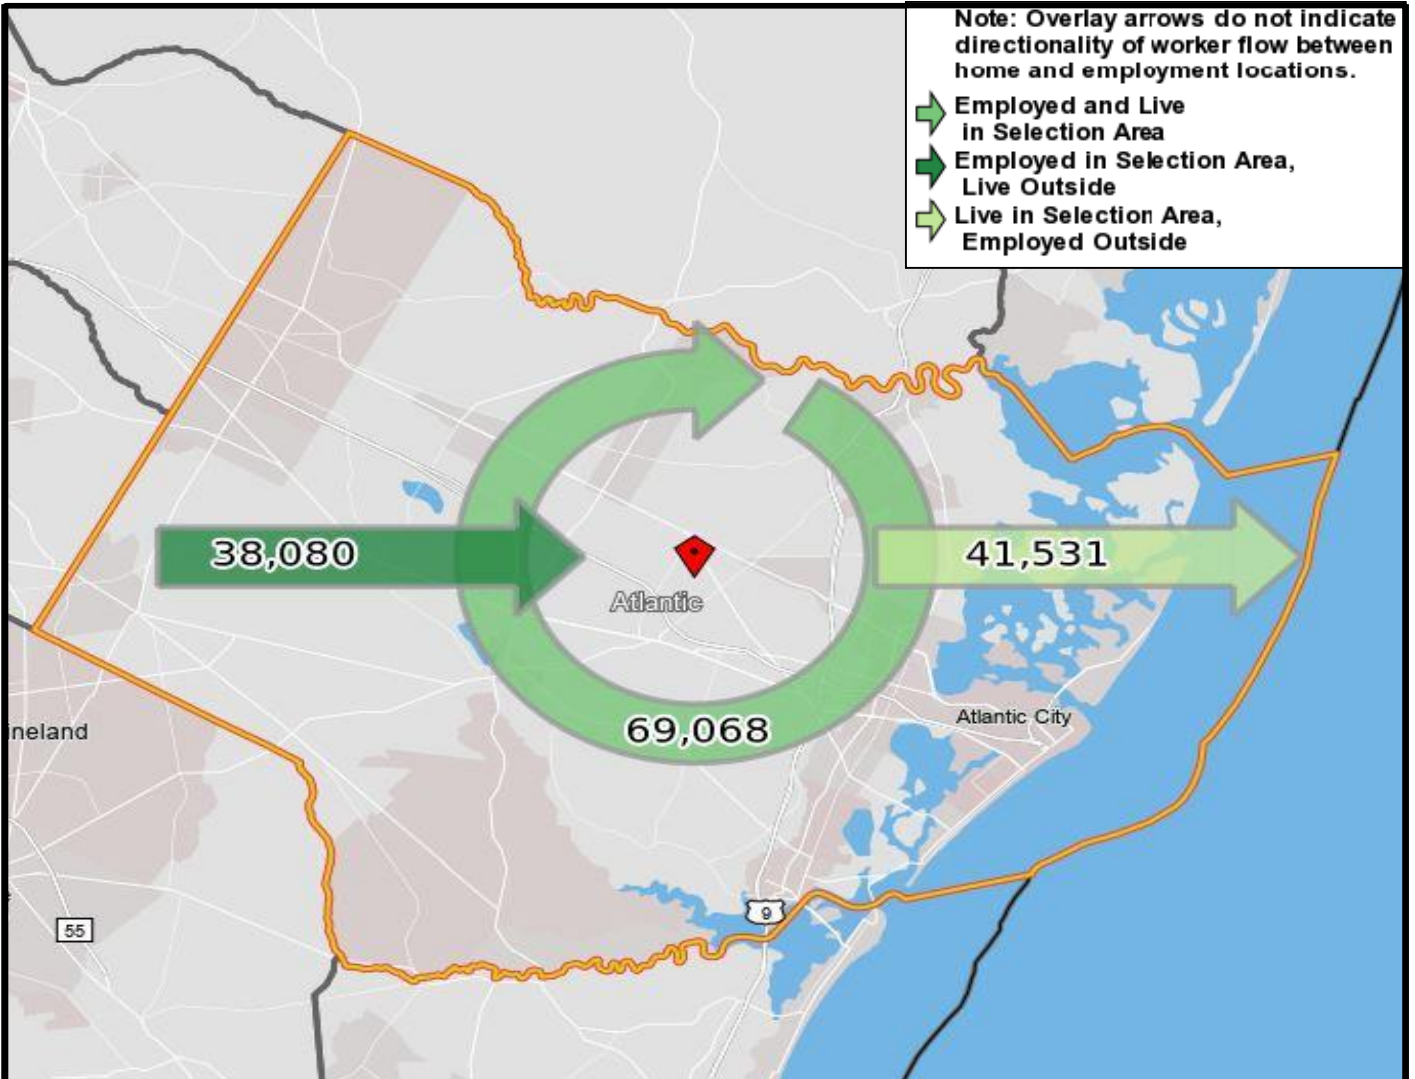 Note: Overlay arrows do not indicate
directionality of worker flow between
home and employment locations.
Employed and Live
in Selection Area
Employed in Selection Area,
Live Outside
Live in Selection Area,
Employed Outside
38,080
41,531
Atlantic
69,068
Atlantic City
ineland
9
55